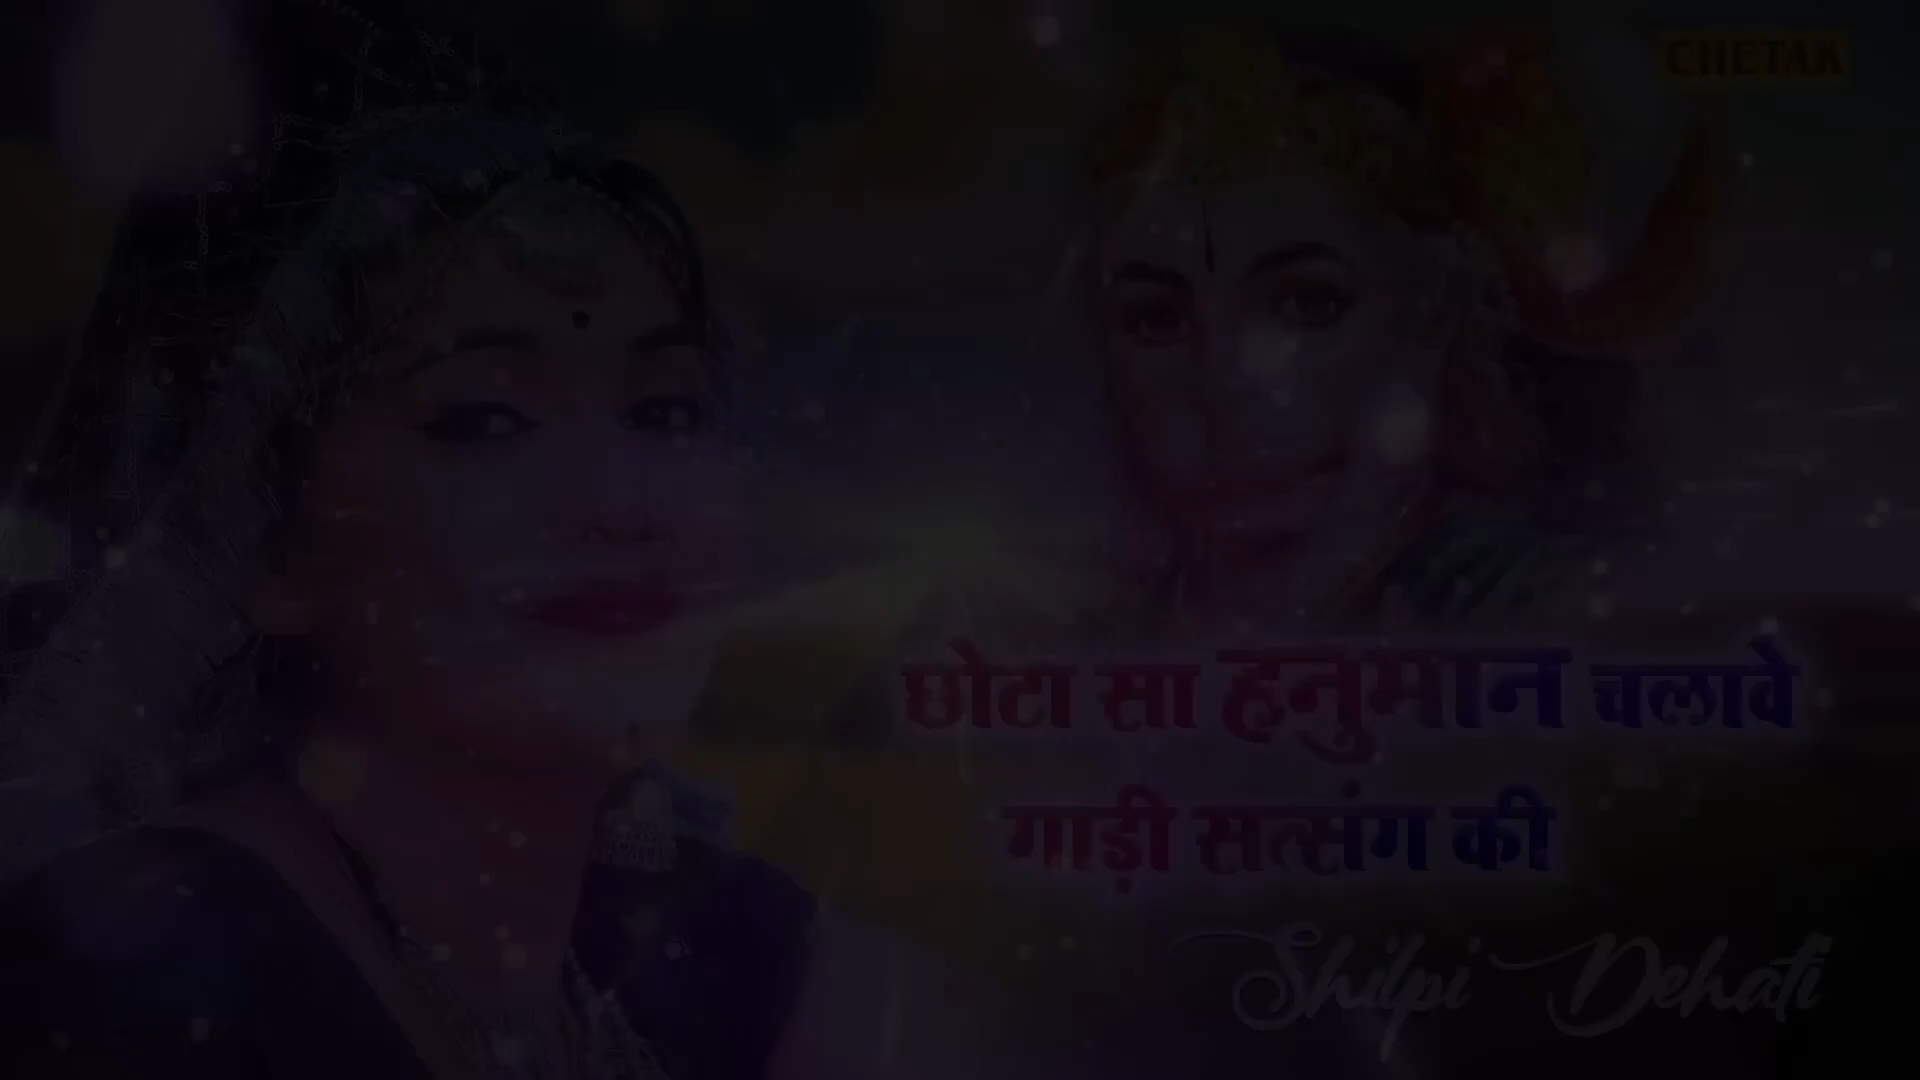 CHETAK
छोटा सा हनुमान चलावे
गाड़ी सत्संग की
Shilpi Dehati